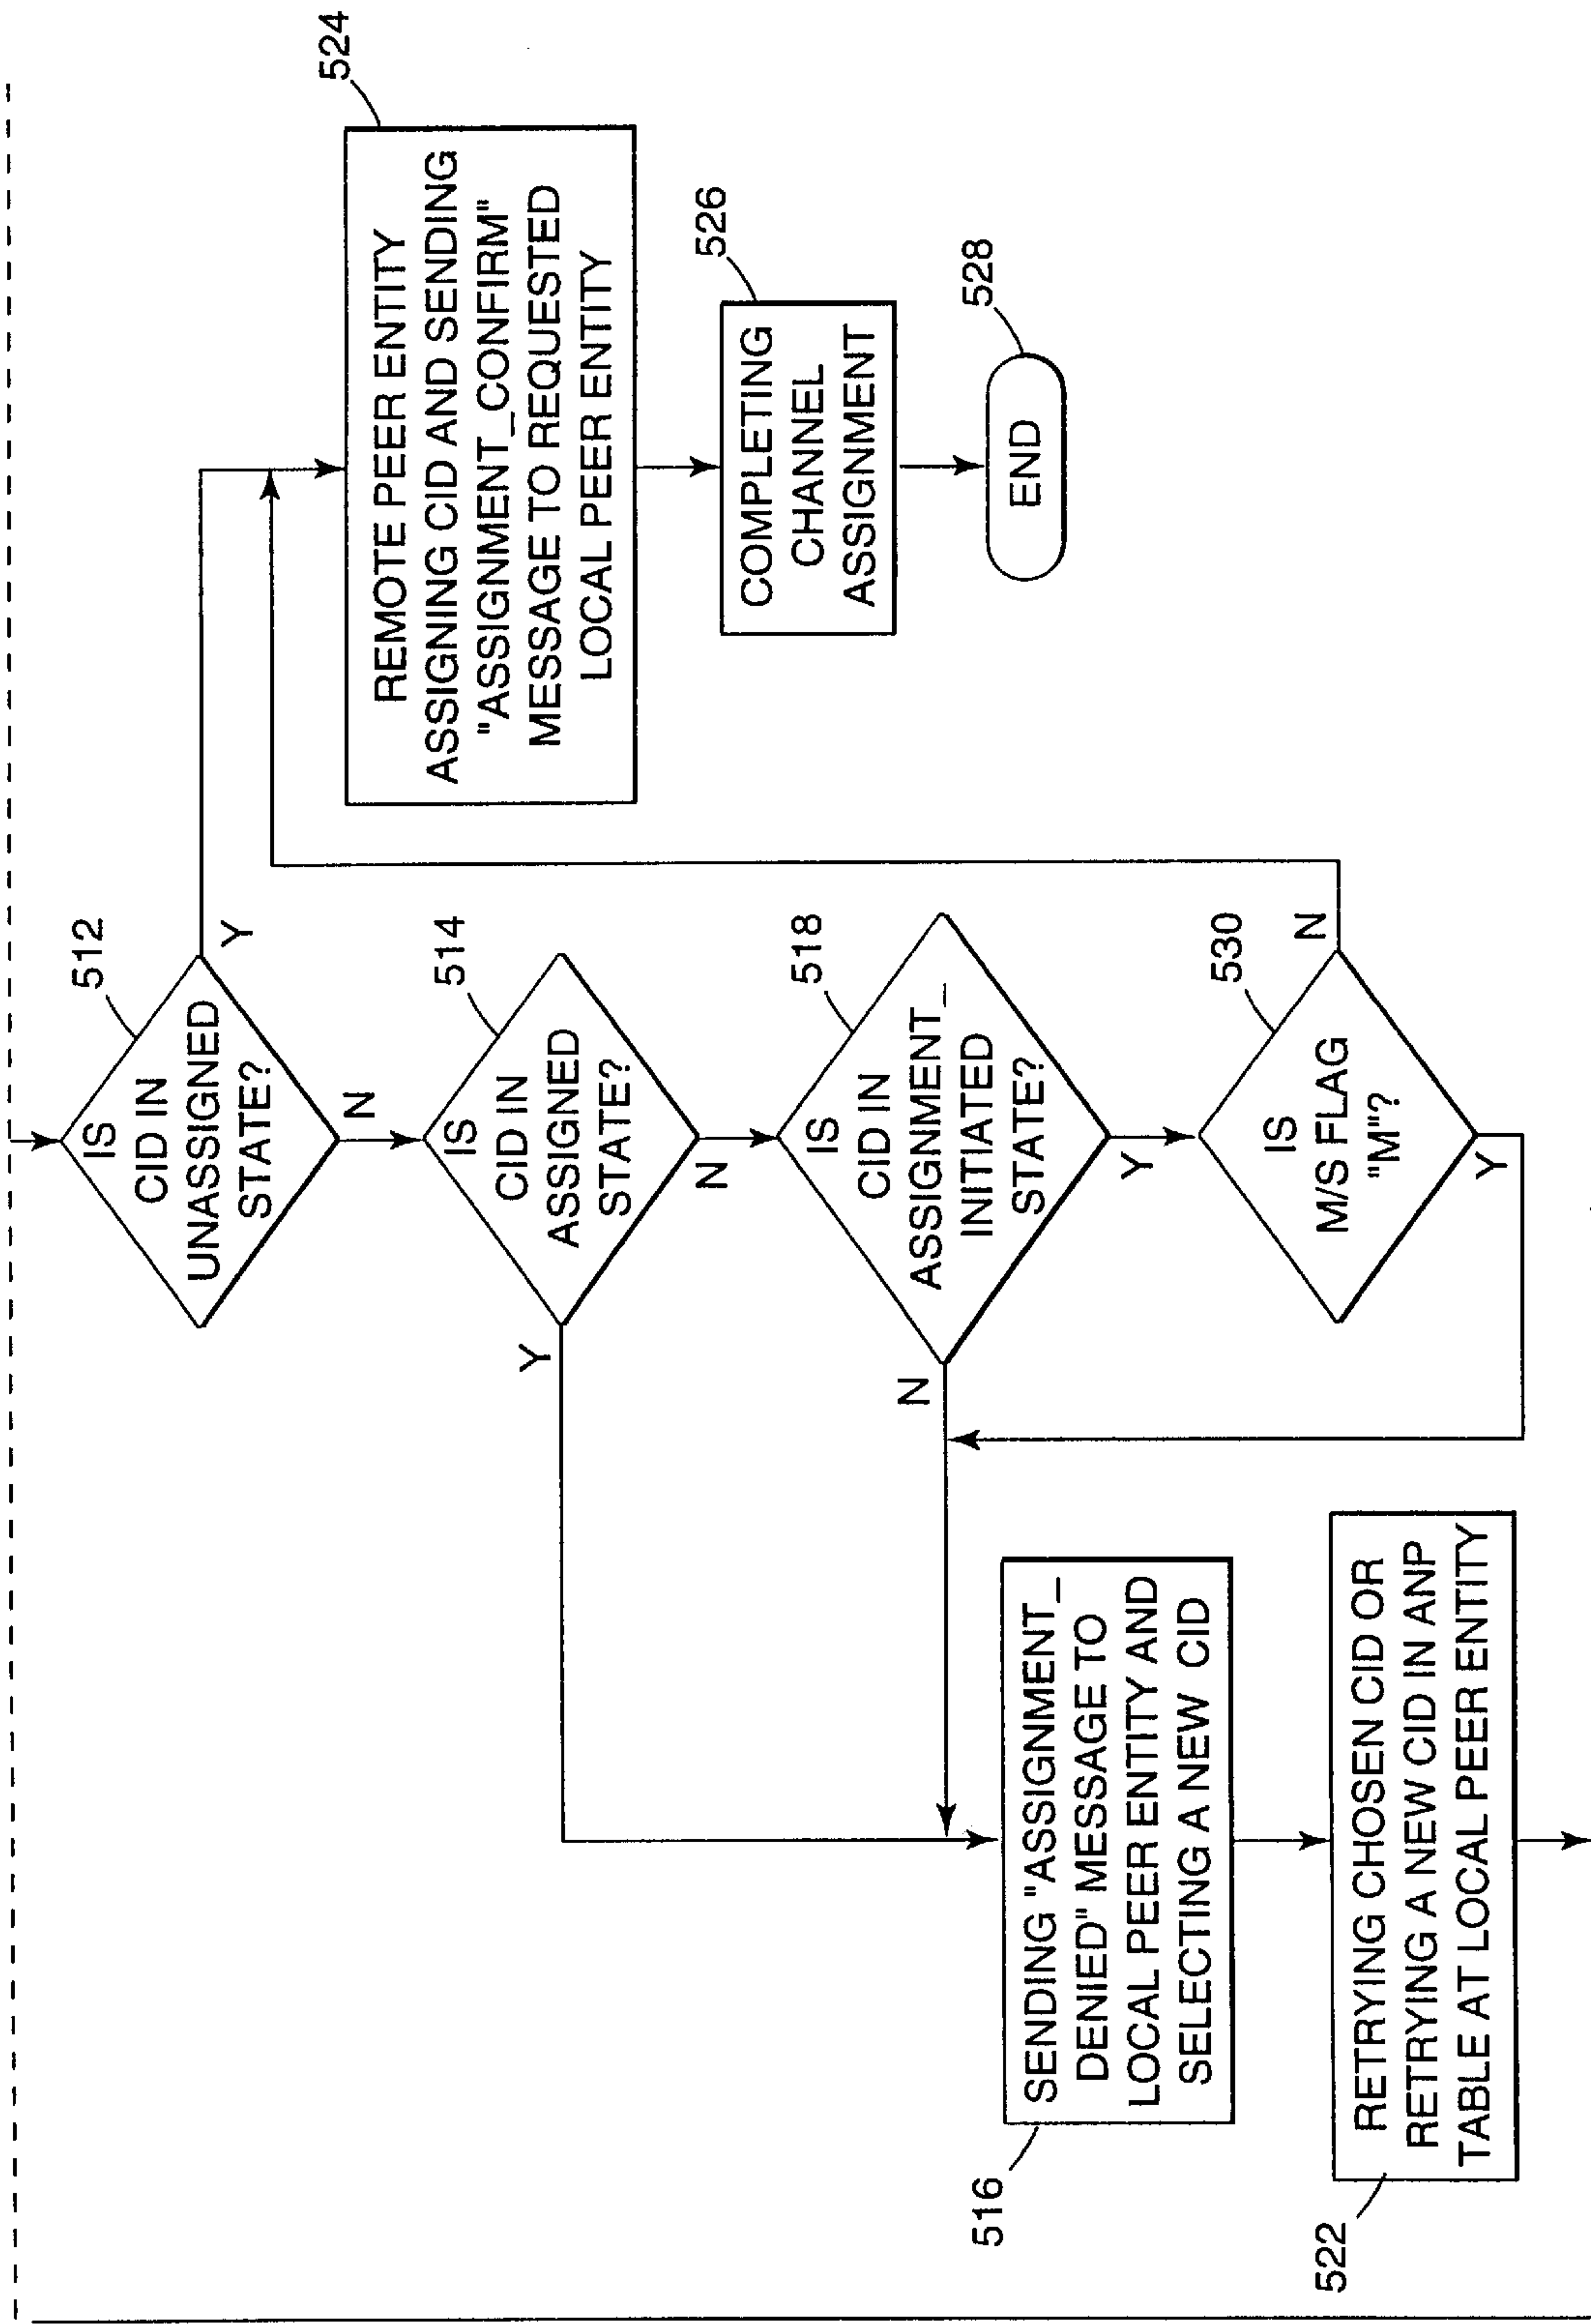 512
IS
CID IN
UNASSIGNED
STATE?
Y
N
514
IS
CID IN
ASSIGNED
STATE?
Y
N
518
IS
CID IN
ASSIGNMENT_
INITIATED
STATE?
N
Y
530
IS
M/S FLAG
"M"?
N
Y
516
SENDING "ASSIGNMENT_
DENIED" MESSAGE TO
LOCAL PEER ENTITY AND
SELECTING A NEW CID
522
RETRYING CHOSEN CID OR
RETRYING A NEW CID IN ANP
TABLE AT LOCAL PEER ENTITY
524
REMOTE PEER ENTITY
ASSIGNING CID AND SENDING
"ASSIGNMENT_CONFIRM"
MESSAGE TO REQUESTED
LOCAL PEER ENTITY
526
COMPLETING
CHANNEL
ASSIGNMENT
528
END